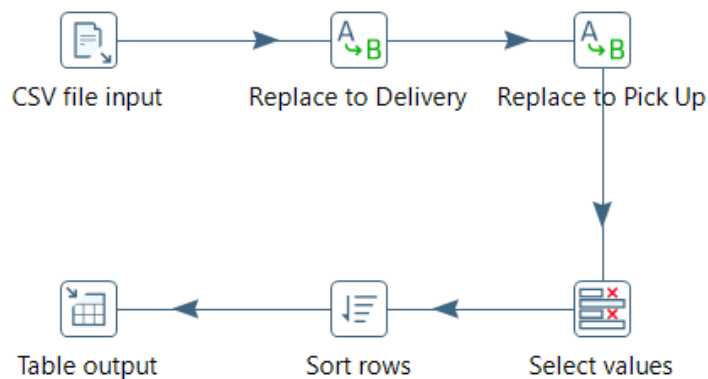 A
B
A
B
CSV file input
Replace to Delivery
Replace to Pick Up
Table output
Sort rows
Select values